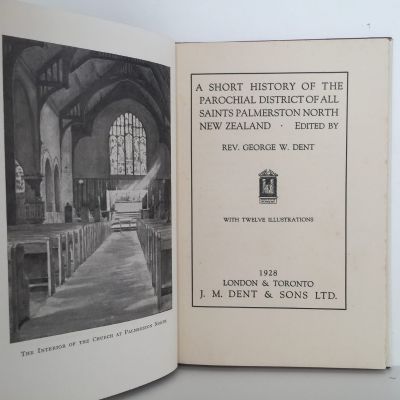 THE INTERIOR OF THE CHURCH AT PALMERSTON NORTH
A SHORT HISTORY OF THE
PAROCHIAL DISTRICT OF ALL
SAINTS PALMERSTON NORTH
NEW ZEALAND · EDITED BY
REV. GEORGE W. DENT
WITH TWELVE ILLUSTRATIONS
1928
LONDON & TORONTO
J. M. DENT & SONS LTD.